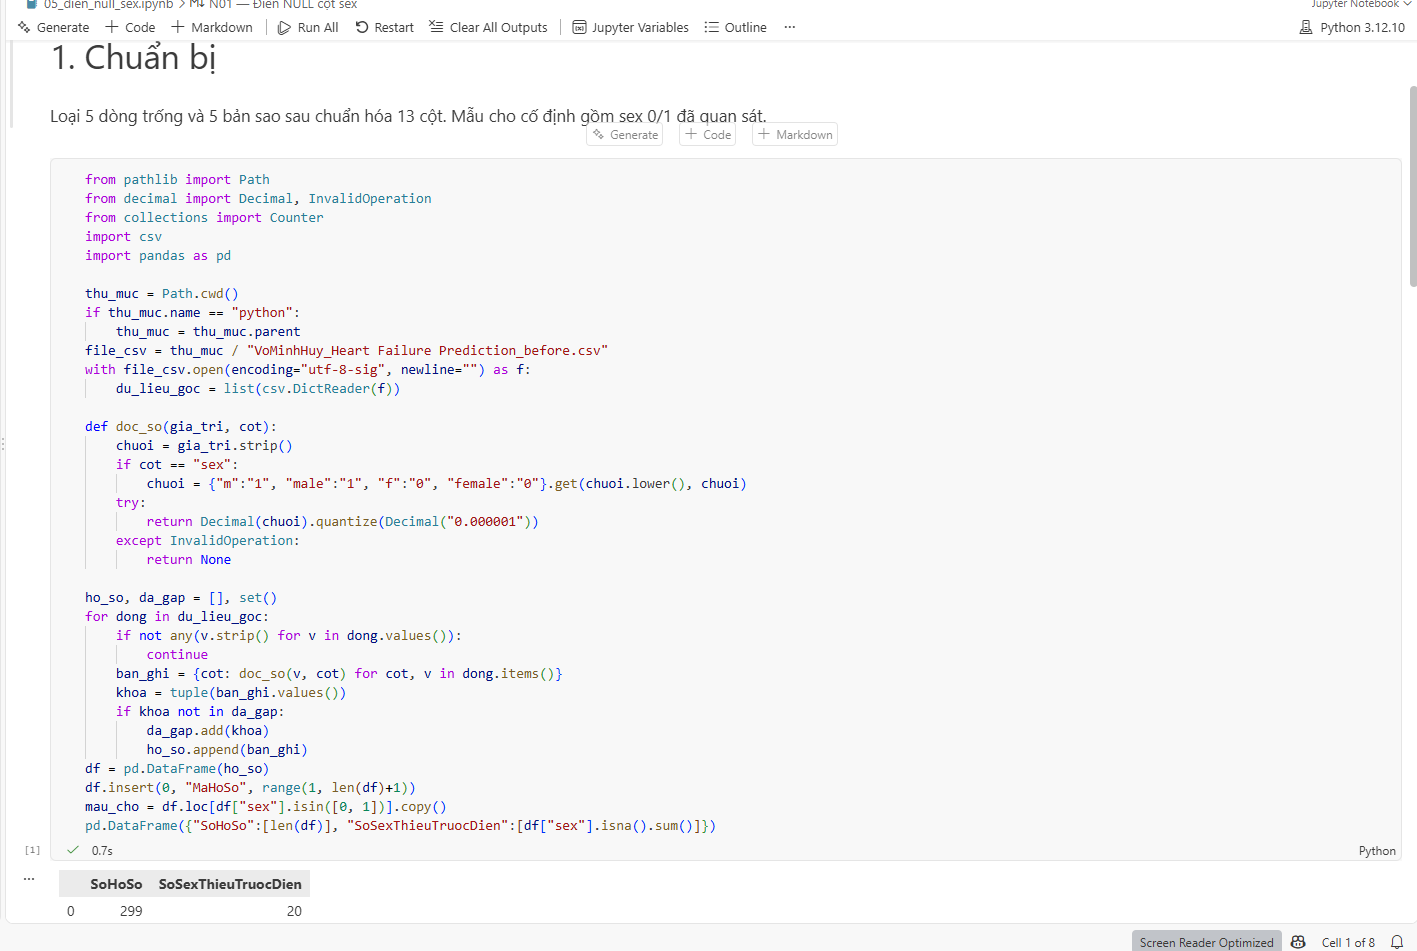 05_dien_null_sex.ipynb > M↓ N01 — Điền NULL cột sex
Jupyter Notebook
Generate + Code + Markdown Run All Restart Clear All Outputs Jupyter Variables Outline ...
Python 3.12.10
1. Chuẩn bị
Loại 5 dòng trống và 5 bản sao sau chuẩn hóa 13 cột. Mẫu cho cố định gồm sex 0/1 đã quan sát.
Generate + Code + Markdown
from pathlib import Path
from decimal import Decimal, InvalidOperation
from collections import Counter
import csv
import pandas as pd
thu_muc = Path.cwd()
if thu_muc.name == "python":
    thu_muc = thu_muc.parent
file_csv = thu_muc / "VoMinhHuy_Heart Failure Prediction_before.csv"
with file_csv.open(encoding="utf-8-sig", newline="") as f:
    du_lieu_goc = list(csv.DictReader(f))
def doc_so(gia_tri, cot):
    chuoi = gia_tri.strip()
    if cot == "sex":
        chuoi = {"m":"1", "male":"1", "f":"0", "female":"0"}.get(chuoi.lower(), chuoi)
    try:
        return Decimal(chuoi).quantize(Decimal("0.000001"))
    except InvalidOperation:
        return None
ho_so, da_gap = [], set()
for dong in du_lieu_goc:
    if not any(v.strip() for v in dong.values()):
        continue
    ban_ghi = {cot: doc_so(v, cot) for cot, v in dong.items()}
    khoa = tuple(ban_ghi.values())
    if khoa not in da_gap:
        da_gap.add(khoa)
        ho_so.append(ban_ghi)
df = pd.DataFrame(ho_so)
df.insert(0, "MaHoSo", range(1, len(df)+1))
mau_cho = df.loc[df["sex"].isin([0, 1])].copy()
pd.DataFrame({"SoHoSo":[len(df)], "SoSexThieuTruocDien":[df["sex"].isna().sum()]})
[1] ✓ 0.7s
Python
...
SoHoSo SoSexThieuTruocDien
0 299 20
Screen Reader Optimized Cell 1 of 8